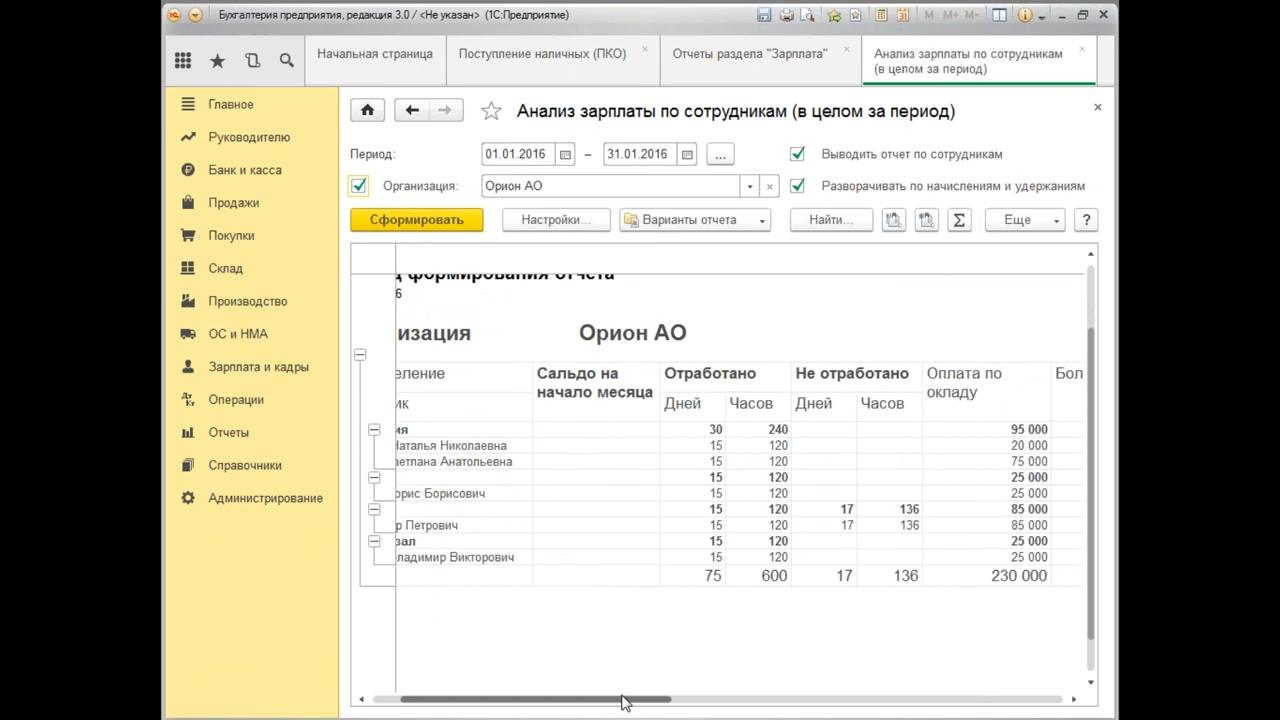 Бухгалтерия предприятия, редакция 3.0 / <Не указан> (1С:Предприятие)
M M+ M-
Начальная страница
Поступление наличных (ПКО)
Отчеты раздела "Зарплата"
Анализ зарплаты по сотрудникам
(в целом за период)
Главное
Руководителю
Банк и касса
Продажи
Покупки
Склад
Производство
ОС и НМА
Зарплата и кадры
Операции
Отчеты
Справочники
Администрирование
Анализ зарплаты по сотрудникам (в целом за период)
Период: 01.01.2016 – 31.01.2016 ... Выводить отчет по сотрудникам
Организация: Орион АО Разворачивать по начислениям и удержаниям
Сформировать Настройки... Варианты отчета Найти... Σ Еще ?
д формирования отчета
6
изация Орион АО
еление Сальдо на Отработано Не отработано Оплата по Бол
начало месяца окладу
ик Дней Часов Дней Часов
ия 30 240 95 000
Наталья Николаевна 15 120 20 000
ветлана Анатольевна 15 120 75 000
15 120 25 000
орис Борисович 15 120 25 000
15 120 17 136 85 000
р Петрович 15 120 17 136 85 000
зал 15 120 25 000
ладимир Викторович 15 120 25 000
75 600 17 136 230 000